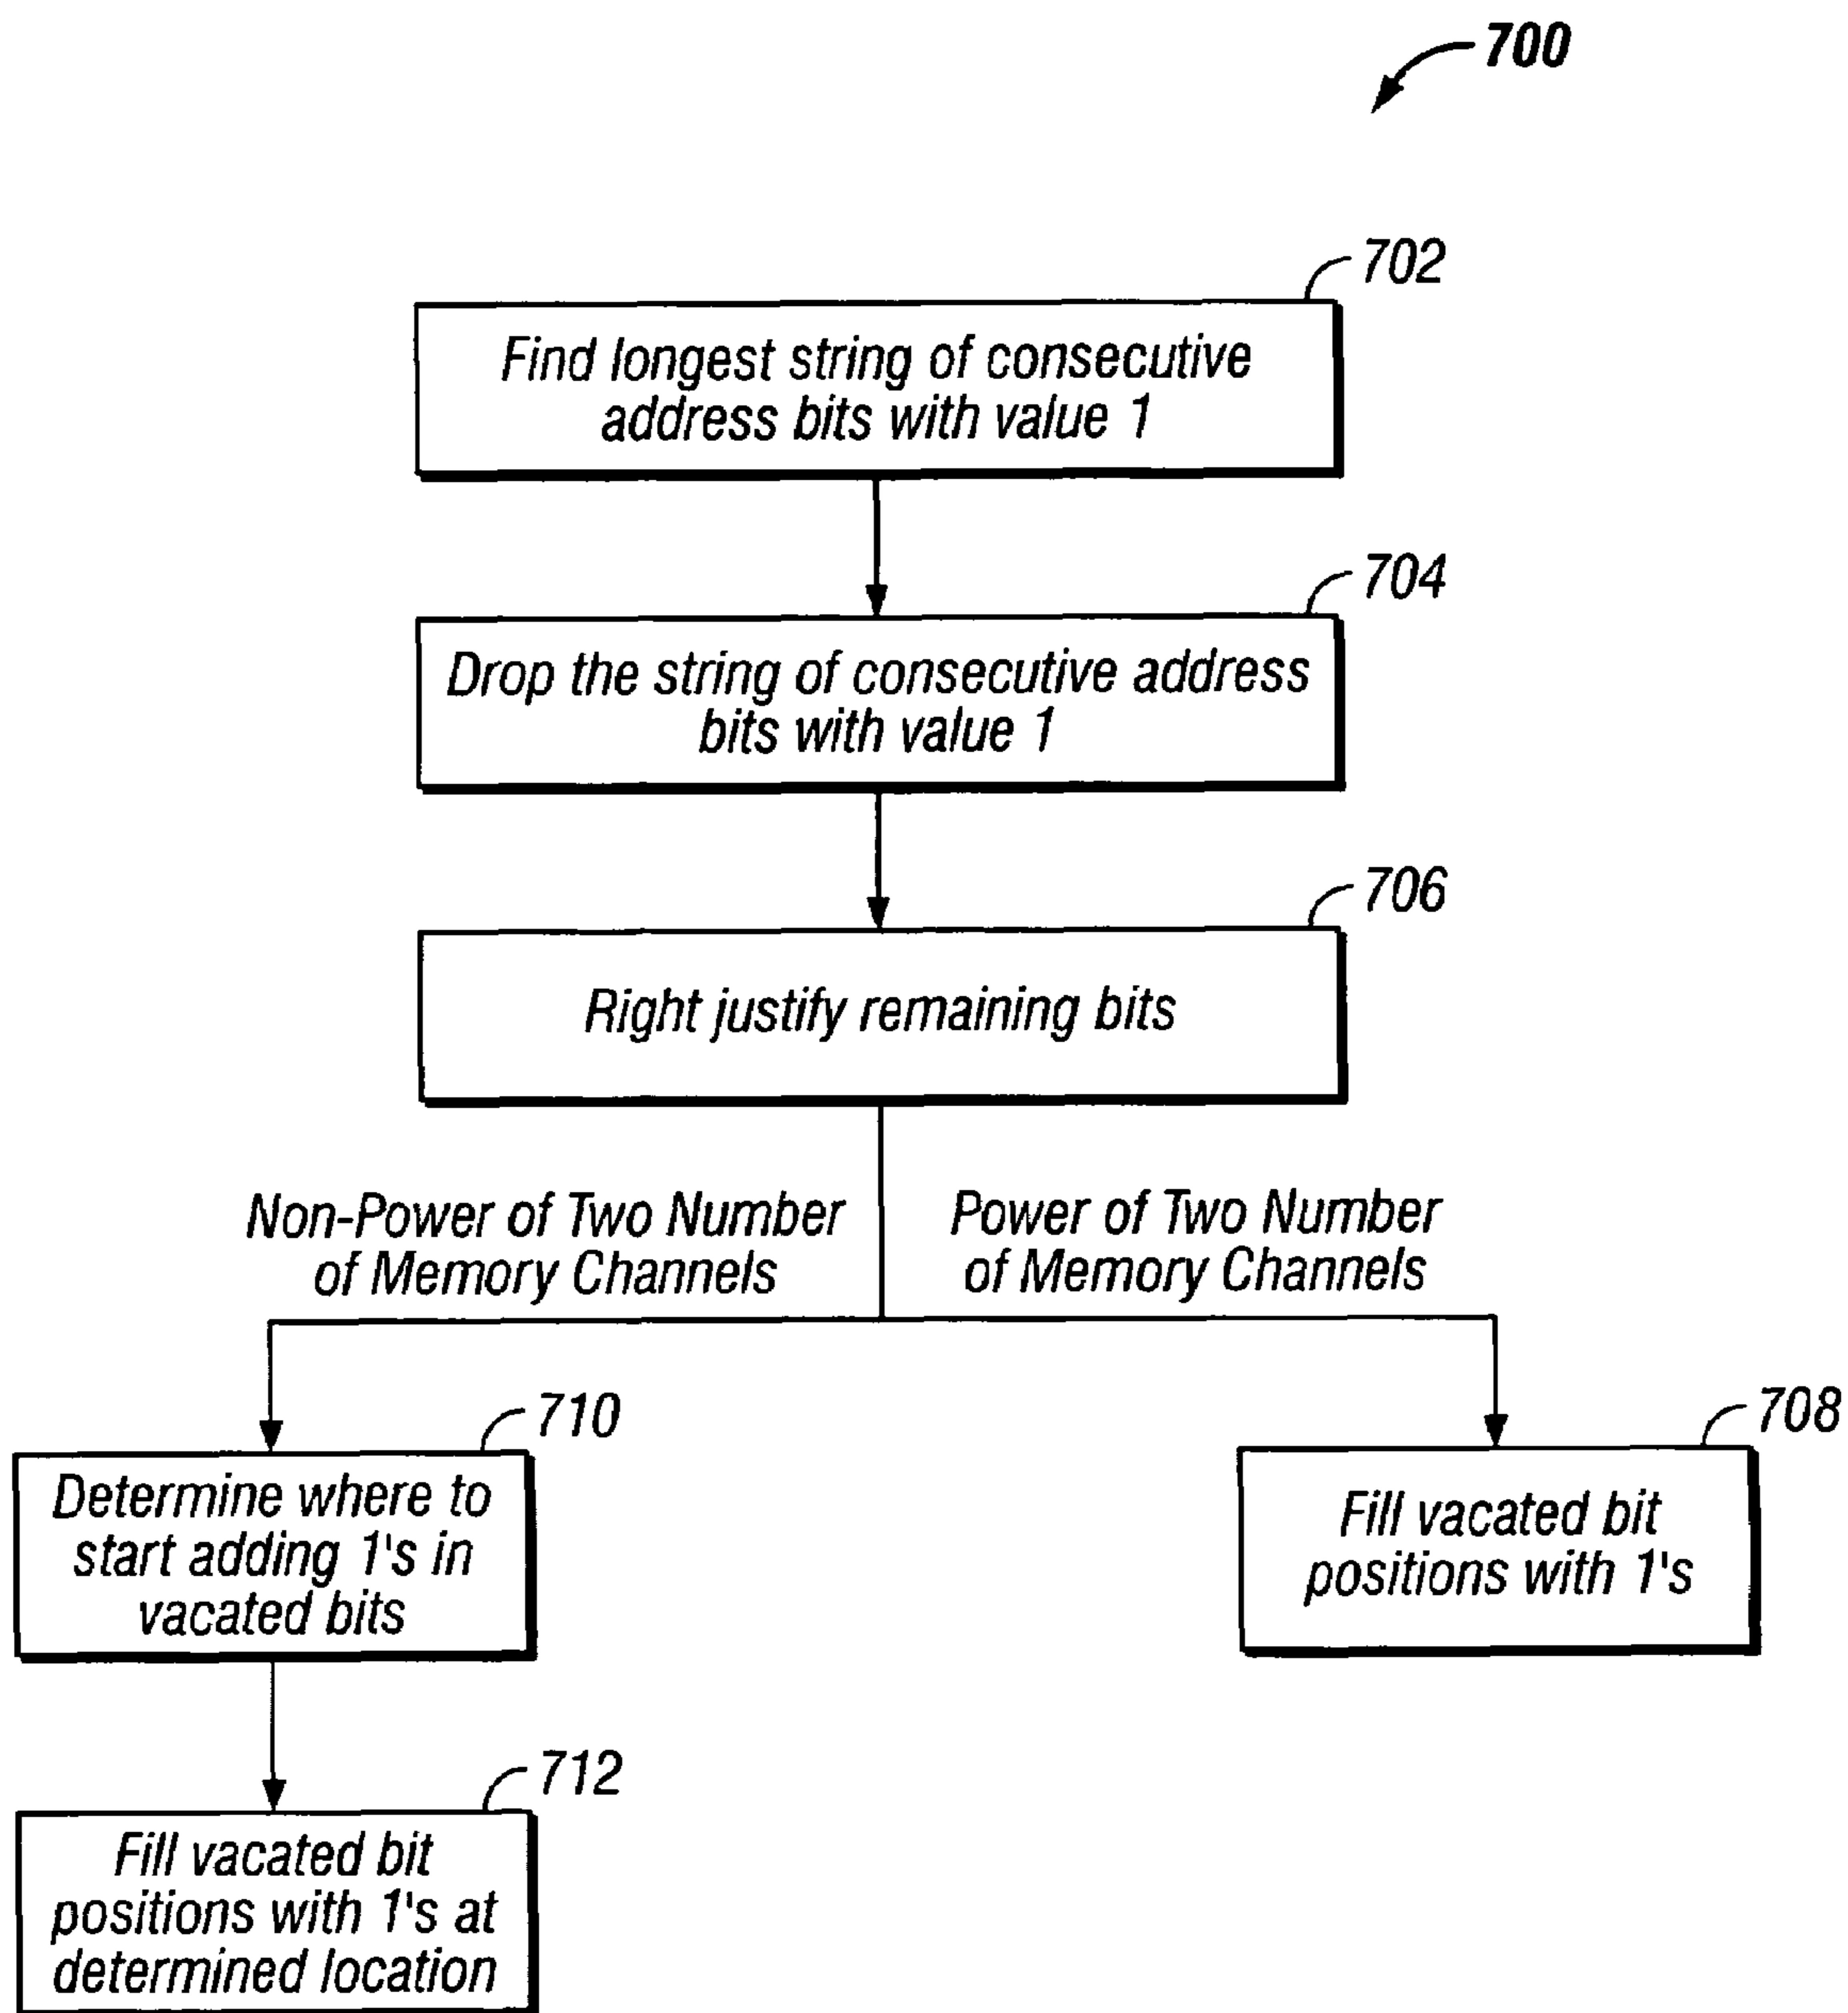 700
702
Find longest string of consecutive
address bits with value 1
704
Drop the string of consecutive address
bits with value 1
706
Right justify remaining bits
Non-Power of Two Number
of Memory Channels
Power of Two Number
of Memory Channels
710
Determine where to
start adding 1's in
vacated bits
708
Fill vacated bit
positions with 1's
712
Fill vacated bit
positions with 1's at
determined location